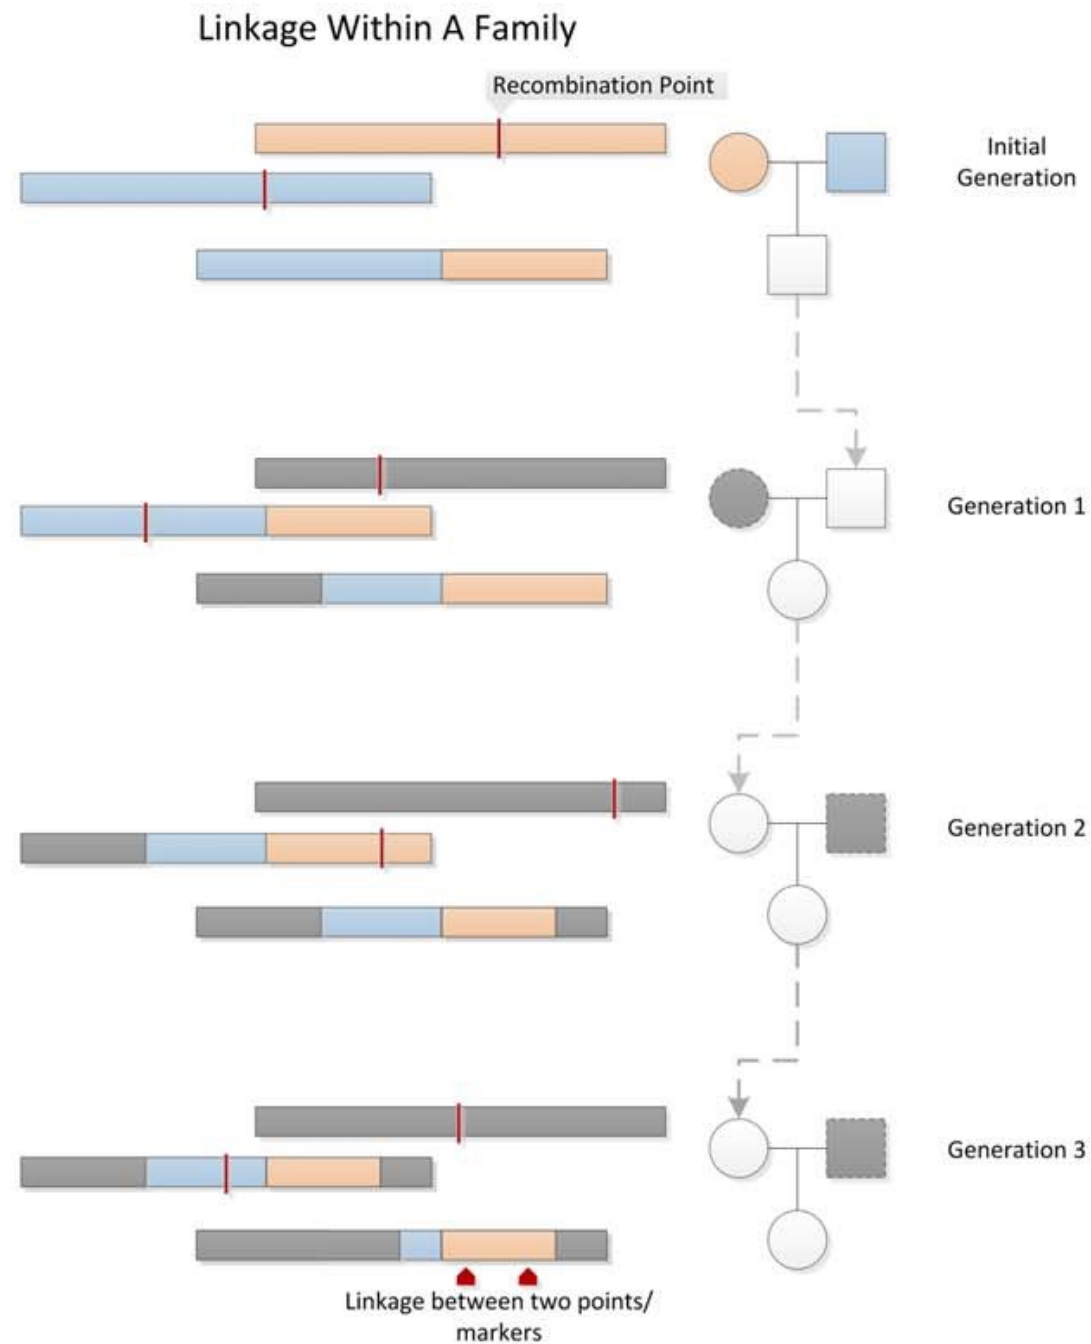 Linkage Within A Family
Recombination Point
Initial
Generation
Generation 1
Generation 2
Generation 3
Linkage between two points/
markers